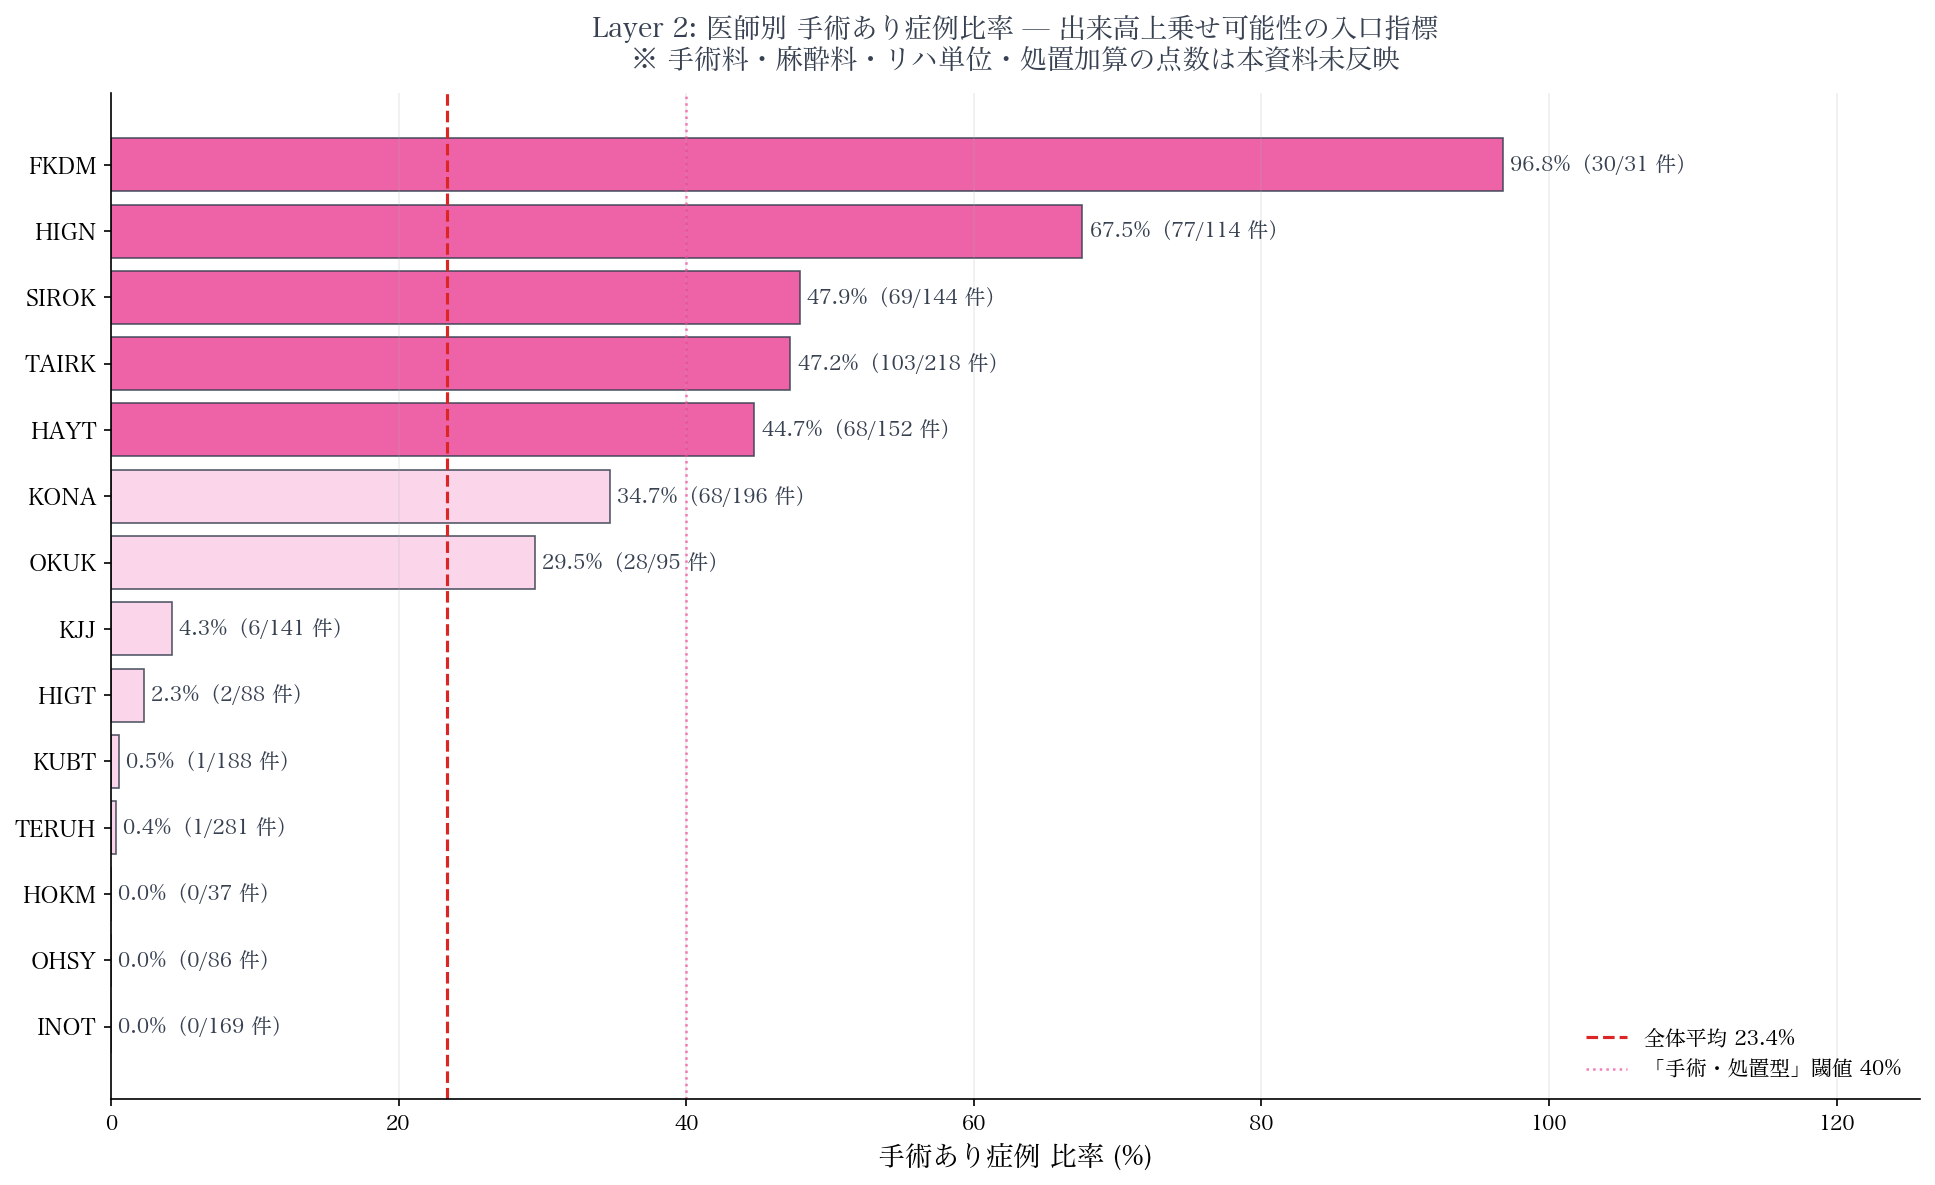 Layer 2: 医師別 手術あり症例比率 — 出来高上乗せ可能性の入口指標
※ 手術料・麻酔料・リハ単位・処置加算の点数は本資料未反映
FKDM 96.8%（30/31 件）
HIGN 67.5%（77/114 件）
SIROK 47.9%（69/144 件）
TAIRK 47.2%（103/218 件）
HAYT 44.7%（68/152 件）
KONA 34.7%（68/196 件）
OKUK 29.5%（28/95 件）
KJJ 4.3%（6/141 件）
HIGT 2.3%（2/88 件）
KUBT 0.5%（1/188 件）
TERUH 0.4%（1/281 件）
HOKM 0.0%（0/37 件）
OHSY 0.0%（0/86 件）
INOT 0.0%（0/169 件）
全体平均 23.4%
「手術・処置型」閾値 40%
0 20 40 60 80 100 120
手術あり症例 比率 (%)